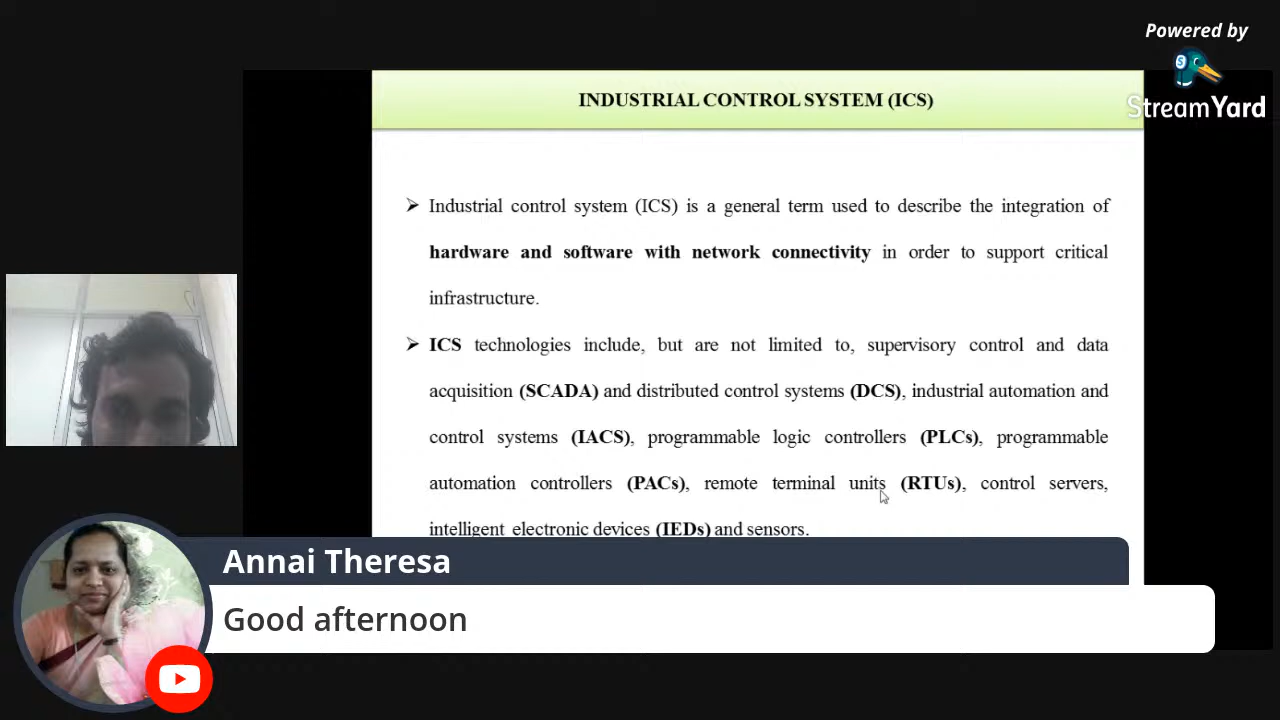 Powered by
StreamYard
INDUSTRIAL CONTROL SYSTEM (ICS)
➢ Industrial control system (ICS) is a general term used to describe the integration of
hardware and software with network connectivity in order to support critical
infrastructure.
➢ ICS technologies include, but are not limited to, supervisory control and data
acquisition (SCADA) and distributed control systems (DCS), industrial automation and
control systems (IACS), programmable logic controllers (PLCs), programmable
automation controllers (PACs), remote terminal units (RTUs), control servers,
intelligent electronic devices (IEDs) and sensors.
Annai Theresa
Good afternoon